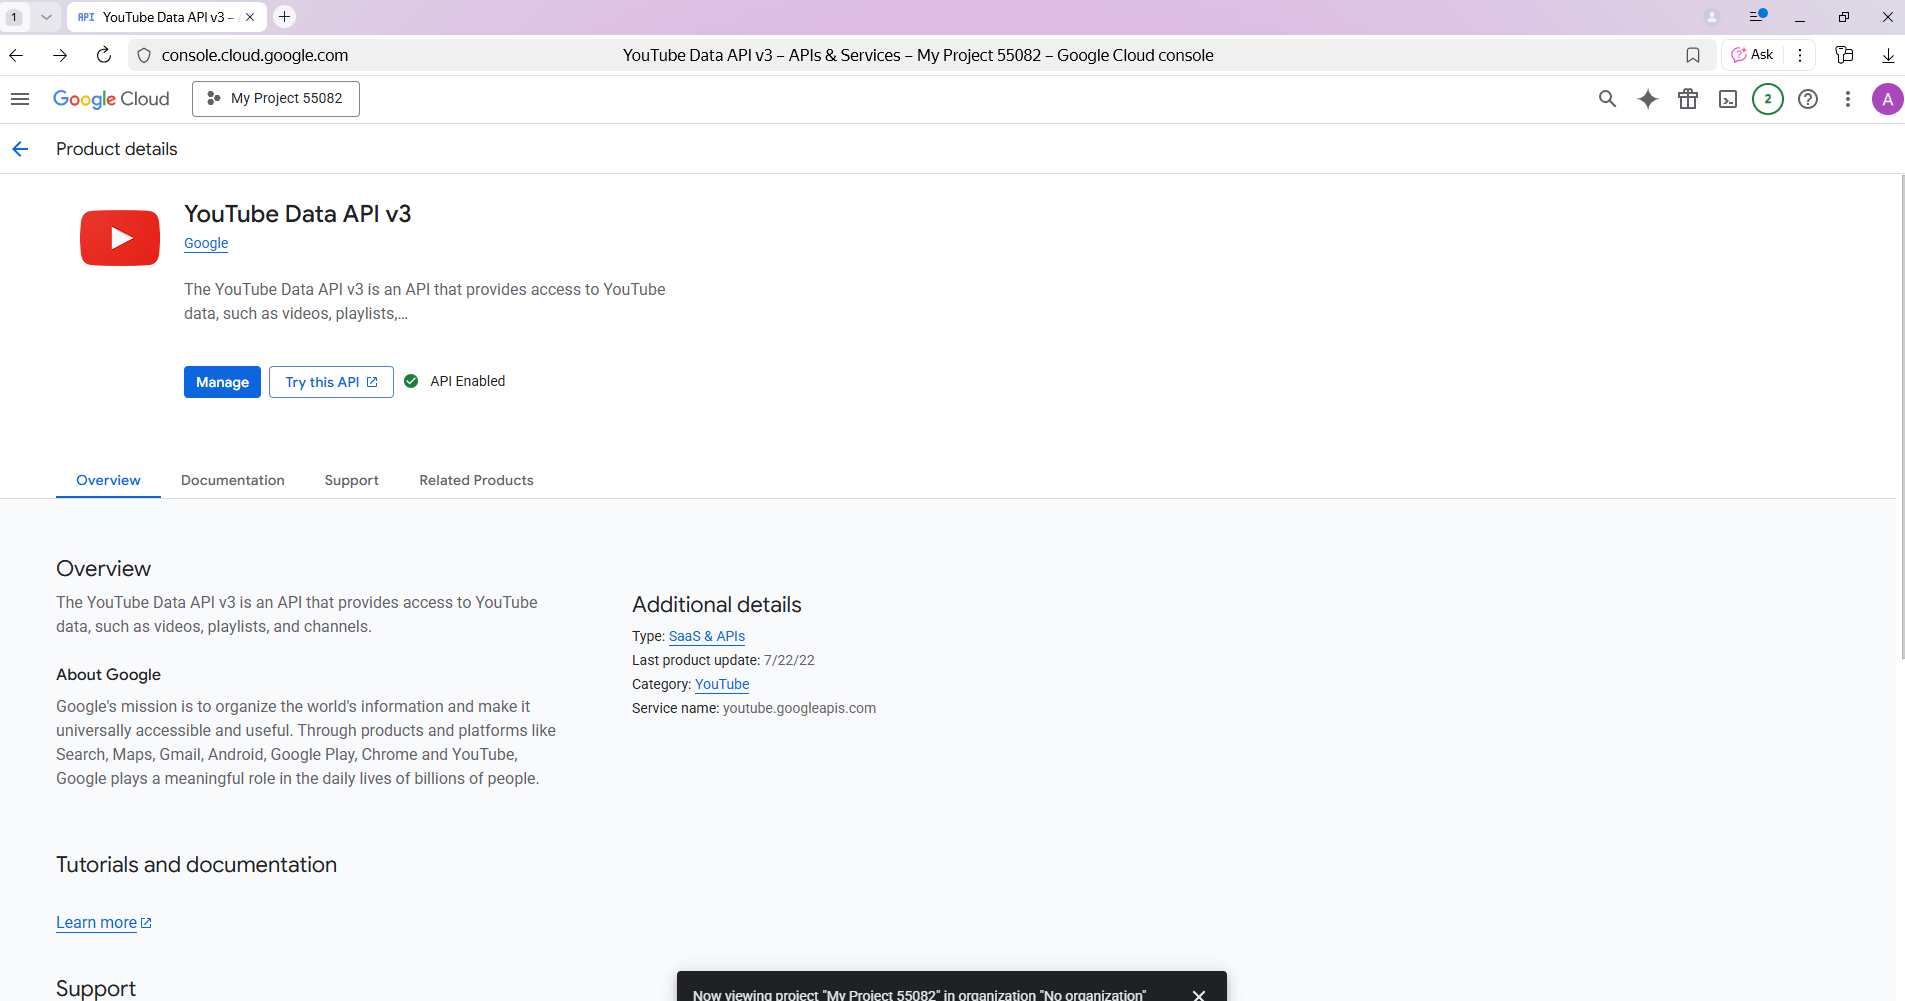 1
API YouTube Data API v3 – /
console.cloud.google.com
YouTube Data API v3 – APIs & Services – My Project 55082 – Google Cloud console
Ask
Google Cloud
My Project 55082
2
A
Product details
YouTube Data API v3
Google
The YouTube Data API v3 is an API that provides access to YouTube
data, such as videos, playlists,...
Manage
Try this API
API Enabled
Overview
Documentation
Support
Related Products
Overview
The YouTube Data API v3 is an API that provides access to YouTube
data, such as videos, playlists, and channels.
About Google
Google's mission is to organize the world's information and make it
universally accessible and useful. Through products and platforms like
Search, Maps, Gmail, Android, Google Play, Chrome and YouTube,
Google plays a meaningful role in the daily lives of billions of people.
Additional details
Type: SaaS & APIs
Last product update: 7/22/22
Category: YouTube
Service name: youtube.googleapis.com
Tutorials and documentation
Learn more
Support
Now viewing project "My Project 55082" in organization "No organization"